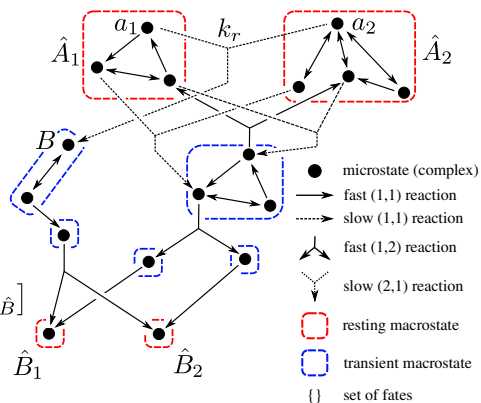 a₁
k_r
a₂
Â₁
Â₂
B
microstate (complex)
fast (1,1) reaction
slow (1,1) reaction
fast (1,2) reaction
slow (2,1) reaction
B̂ ]
resting macrostate
B̂₁
B̂₂
transient macrostate
{ } set of fates